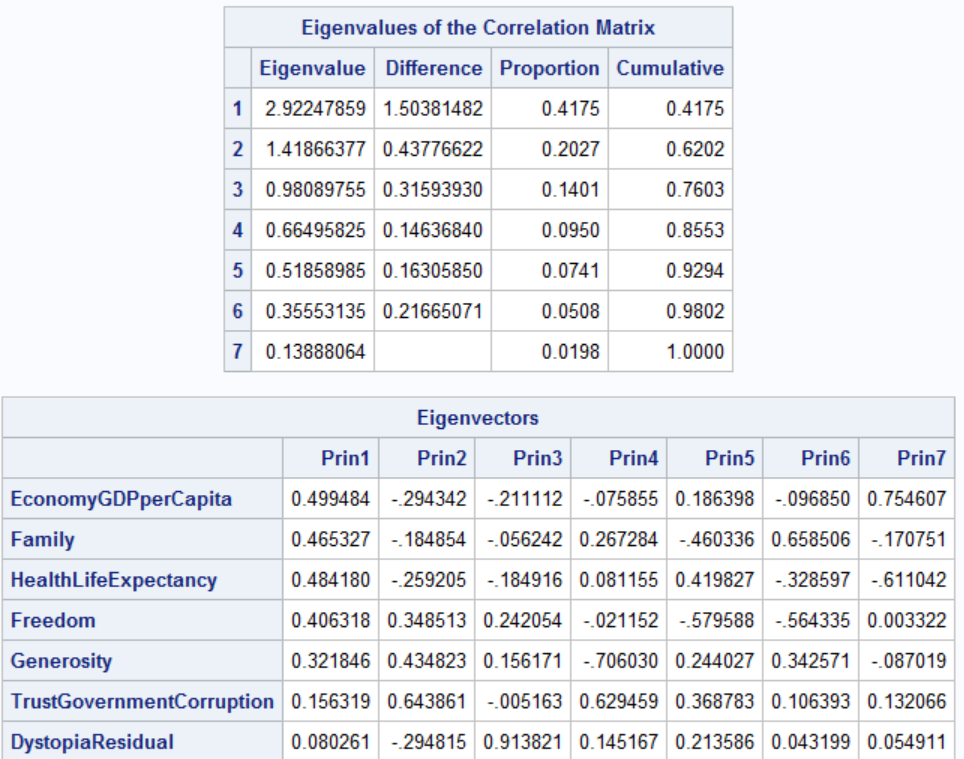 Eigenvalues of the Correlation Matrix
Eigenvalue Difference Proportion Cumulative
1 2.92247859 1.50381482 0.4175 0.4175
2 1.41866377 0.43776622 0.2027 0.6202
3 0.98089755 0.31593930 0.1401 0.7603
4 0.66495825 0.14636840 0.0950 0.8553
5 0.51858985 0.16305850 0.0741 0.9294
6 0.35553135 0.21665071 0.0508 0.9802
7 0.13888064 0.0198 1.0000
Eigenvectors
Prin1 Prin2 Prin3 Prin4 Prin5 Prin6 Prin7
EconomyGDPperCapita 0.499484 -.294342 -.211112 -.075855 0.186398 -.096850 0.754607
Family 0.465327 -.184854 -.056242 0.267284 -.460336 0.658506 -.170751
HealthLifeExpectancy 0.484180 -.259205 -.184916 0.081155 0.419827 -.328597 -.611042
Freedom 0.406318 0.348513 0.242054 -.021152 -.579588 -.564335 0.003322
Generosity 0.321846 0.434823 0.156171 -.706030 0.244027 0.342571 -.087019
TrustGovernmentCorruption 0.156319 0.643861 -.005163 0.629459 0.368783 0.106393 0.132066
DystopiaResidual 0.080261 -.294815 0.913821 0.145167 0.213586 0.043199 0.054911